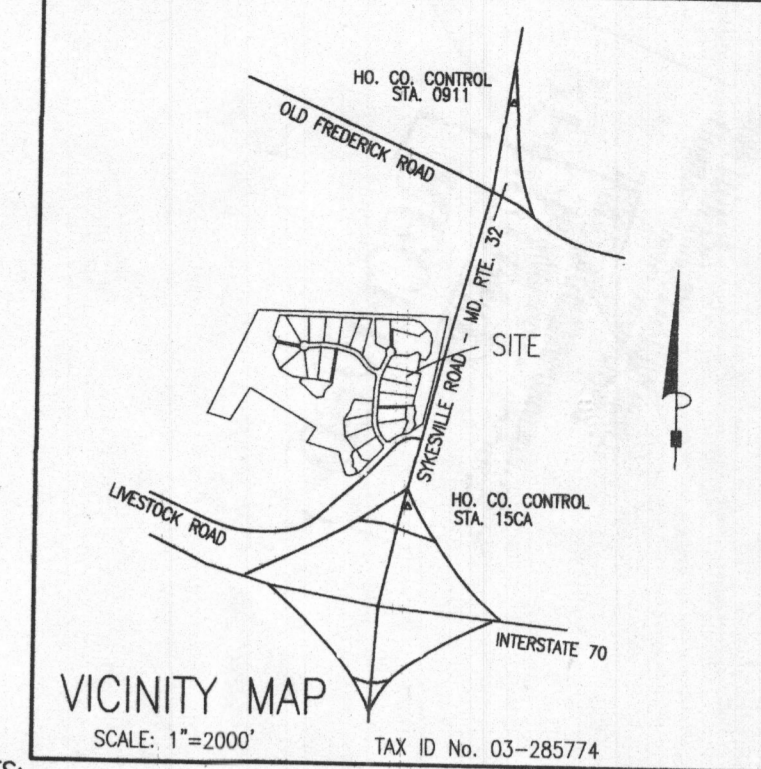 HO. CO. CONTROL
STA. 0911
OLD FREDERICK ROAD
SYKESVILLE ROAD - MD. RTE. 32
SITE
LIVESTOCK ROAD
HO. CO. CONTROL
STA. 15CA
INTERSTATE 70
VICINITY MAP
SCALE: 1"=2000'
TAX ID No. 03-285774